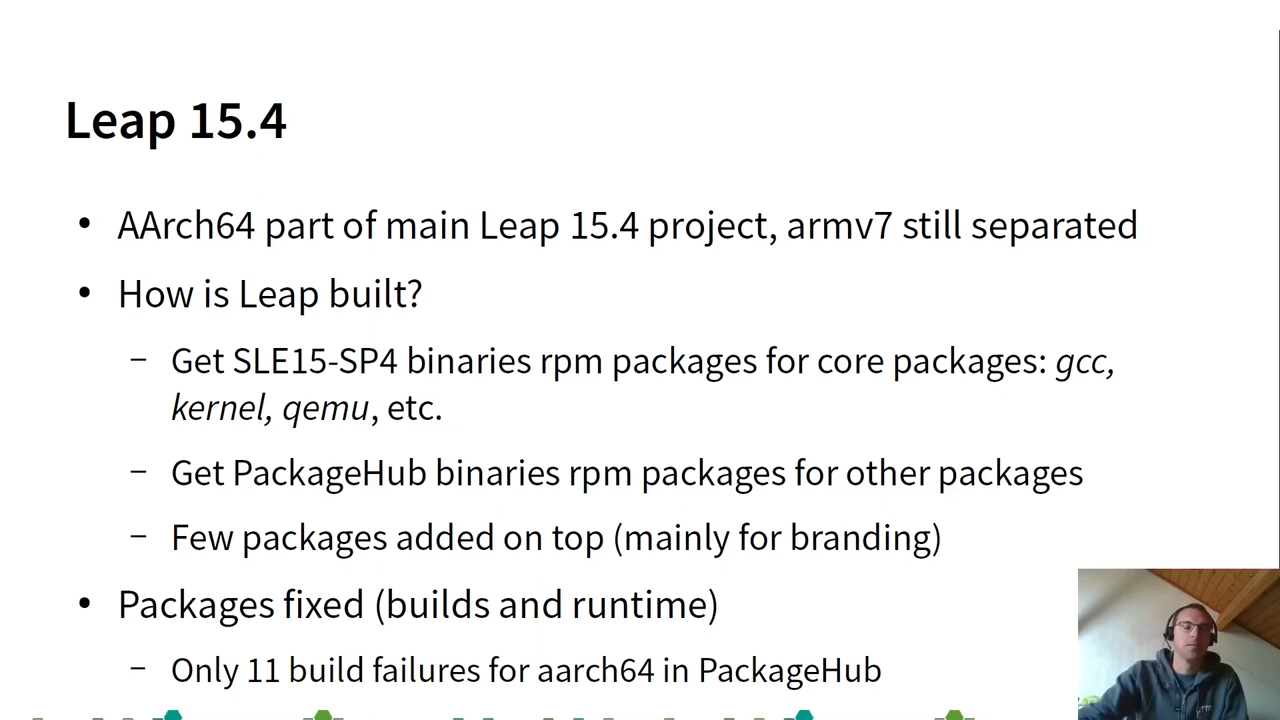 Leap 15.4
• AArch64 part of main Leap 15.4 project, armv7 still separated
• How is Leap built?
– Get SLE15-SP4 binaries rpm packages for core packages: gcc,
kernel, qemu, etc.
– Get PackageHub binaries rpm packages for other packages
– Few packages added on top (mainly for branding)
• Packages fixed (builds and runtime)
– Only 11 build failures for aarch64 in PackageHub